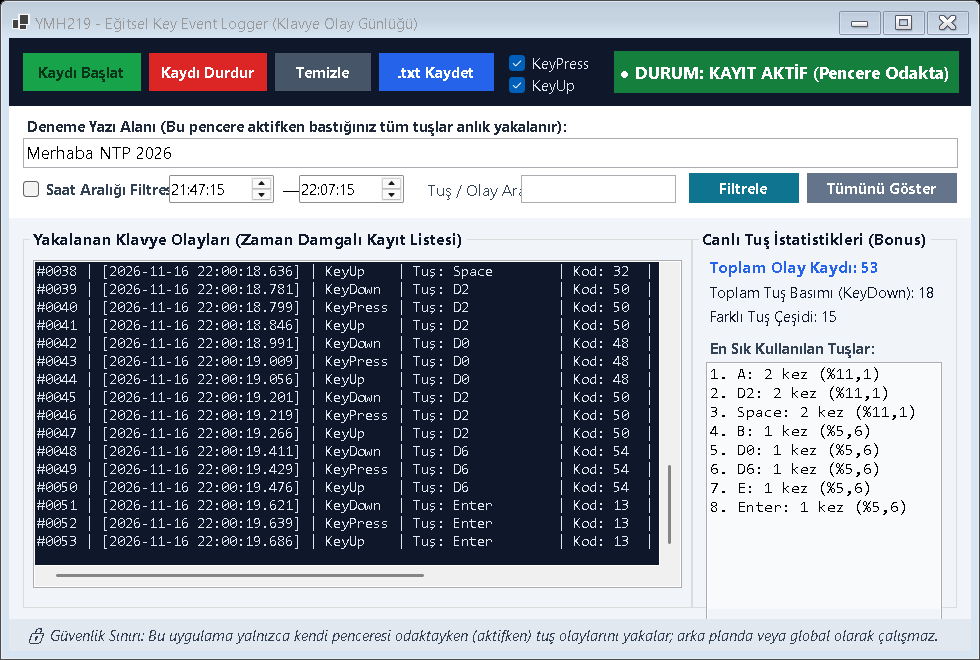 YMH219 - Eğitsel Key Event Logger (Klavye Olay Günlüğü)
Kaydı Başlat
Kaydı Durdur
Temizle
.txt Kaydet
KeyPress
KeyUp
● DURUM: KAYIT AKTİF (Pencere Odakta)
Deneme Yazı Alanı (Bu pencere aktifken bastığınız tüm tuşlar anlık yakalanır):
Merhaba NTP 2026
Saat Aralığı Filtre: 21:47:15 — 22:07:15 Tuş / Olay Ara
Filtrele
Tümünü Göster
Yakalanan Klavye Olayları (Zaman Damgalı Kayıt Listesi)
#0038 | [2026-11-16 22:00:18.636] | KeyUp | Tuş: Space | Kod: 32 |
#0039 | [2026-11-16 22:00:18.781] | KeyDown | Tuş: D2 | Kod: 50 |
#0040 | [2026-11-16 22:00:18.799] | KeyPress | Tuş: D2 | Kod: 50 |
#0041 | [2026-11-16 22:00:18.846] | KeyUp | Tuş: D2 | Kod: 50 |
#0042 | [2026-11-16 22:00:18.991] | KeyDown | Tuş: D0 | Kod: 48 |
#0043 | [2026-11-16 22:00:19.009] | KeyPress | Tuş: D0 | Kod: 48 |
#0044 | [2026-11-16 22:00:19.056] | KeyUp | Tuş: D0 | Kod: 48 |
#0045 | [2026-11-16 22:00:19.201] | KeyDown | Tuş: D2 | Kod: 50 |
#0046 | [2026-11-16 22:00:19.219] | KeyPress | Tuş: D2 | Kod: 50 |
#0047 | [2026-11-16 22:00:19.266] | KeyUp | Tuş: D2 | Kod: 50 |
#0048 | [2026-11-16 22:00:19.411] | KeyDown | Tuş: D6 | Kod: 54 |
#0049 | [2026-11-16 22:00:19.429] | KeyPress | Tuş: D6 | Kod: 54 |
#0050 | [2026-11-16 22:00:19.476] | KeyUp | Tuş: D6 | Kod: 54 |
#0051 | [2026-11-16 22:00:19.621] | KeyDown | Tuş: Enter | Kod: 13 |
#0052 | [2026-11-16 22:00:19.639] | KeyPress | Tuş: Enter | Kod: 13 |
#0053 | [2026-11-16 22:00:19.686] | KeyUp | Tuş: Enter | Kod: 13 |
Canlı Tuş İstatistikleri (Bonus)
Toplam Olay Kaydı: 53
Toplam Tuş Basımı (KeyDown): 18
Farklı Tuş Çeşidi: 15
En Sık Kullanılan Tuşlar:
1. A: 2 kez (%11,1)
2. D2: 2 kez (%11,1)
3. Space: 2 kez (%11,1)
4. B: 1 kez (%5,6)
5. D0: 1 kez (%5,6)
6. D6: 1 kez (%5,6)
7. E: 1 kez (%5,6)
8. Enter: 1 kez (%5,6)
Güvenlik Sınırı: Bu uygulama yalnızca kendi penceresi odaktayken (aktifken) tuş olaylarını yakalar; arka planda veya global olarak çalışmaz.